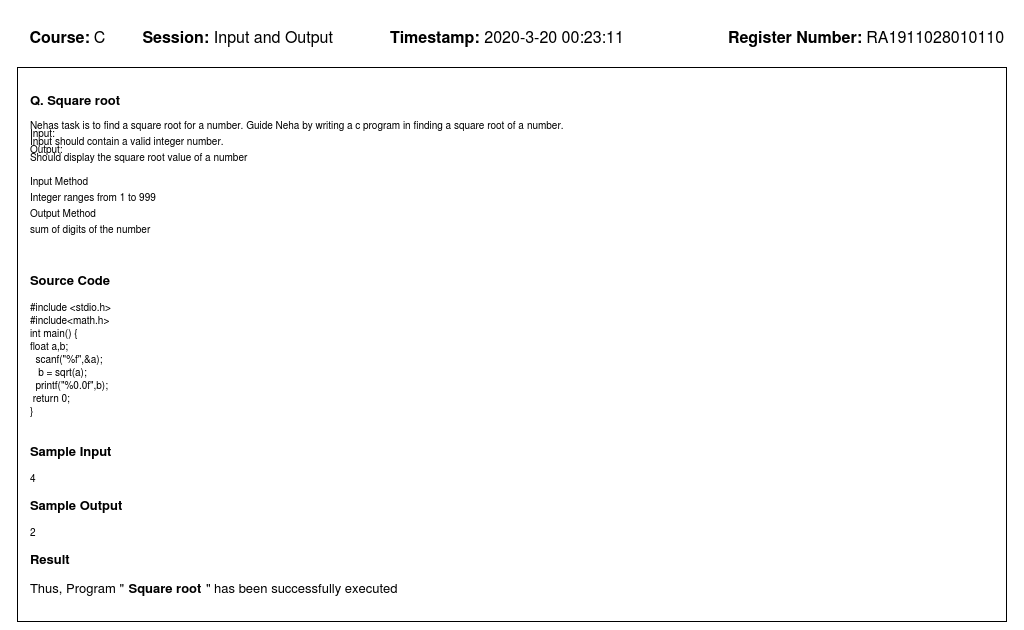 Course: C Session: Input and Output Timestamp: 2020-3-20 00:23:11 Register Number: RA1911028010110
Q. Square root
Nehas task is to find a square root for a number. Guide Neha by writing a c program in finding a square root of a number.
Input:
Input should contain a valid integer number.
Output:
Should display the square root value of a number
Input Method
Integer ranges from 1 to 999
Output Method
sum of digits of the number
Source Code
#include <stdio.h>
#include<math.h>
int main() {
float a,b;
scanf("%f",&a);
b = sqrt(a);
printf("%0.0f",b);
return 0;
}
Sample Input
4
Sample Output
2
Result
Thus, Program " Square root " has been successfully executed